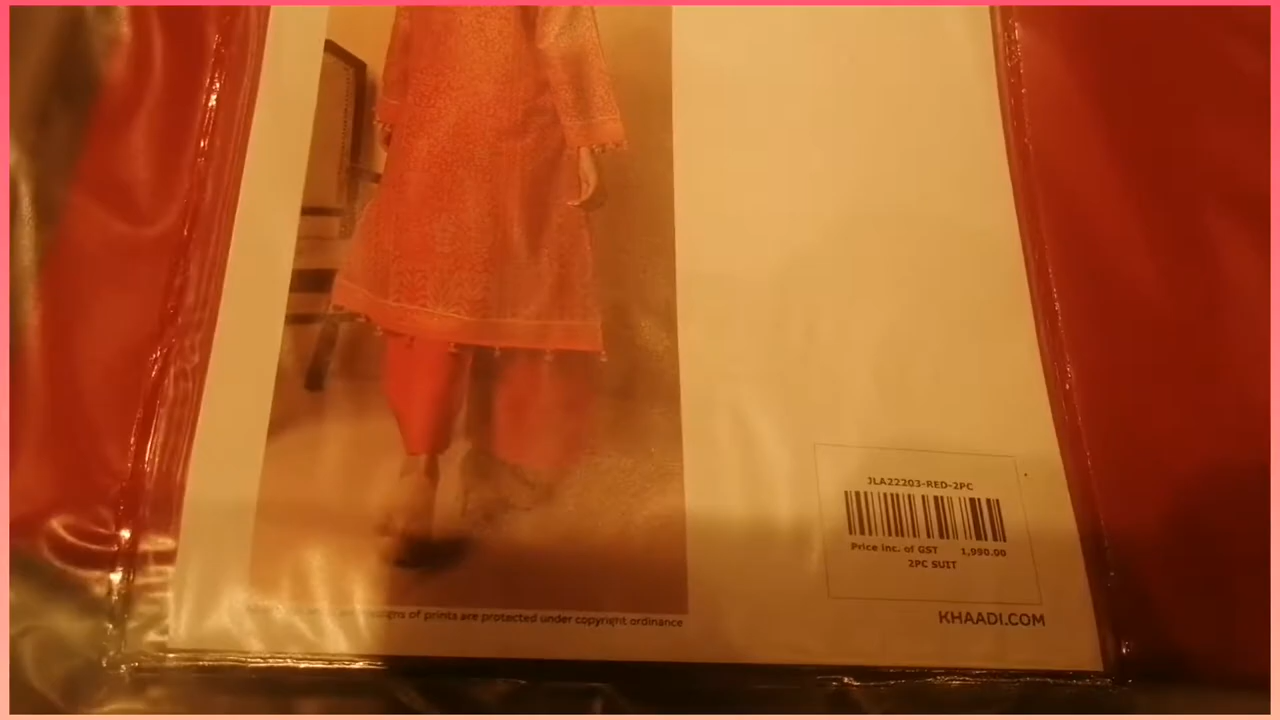 JLA22203-RED-2PC
Price inc. of GST 1,990.00
2PC SUIT
KHAADI.COM
of prints are protected under copyright ordinance